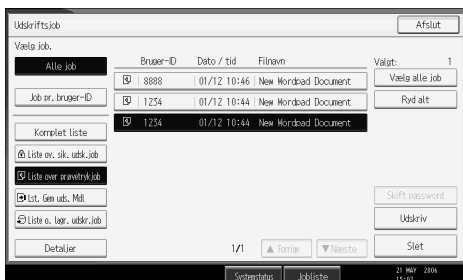 Udskriftsjob
Afslut
Vælg job.
Alle job
Job pr. bruger-ID
Komplet liste
Liste ov. sik. udsk.job
Liste over prøvetrykjob
Lst. Gem uds. Mdl
Liste o. lagr. udskr.job
Detaljer
Bruger-ID Dato / tid Filnavn
8888 01/12 10:46 New Wordpad Document
1234 01/12 10:44 New Wordpad Document
1234 01/12 10:44 New Wordpad Document
1/1 ▲ Forrige ▼ Næste
Valgt: 1
Vælg alle job
Ryd alt
Skift password
Udskriv
Slet
Systemstatus Jobliste
21 MAY 2006
15:02